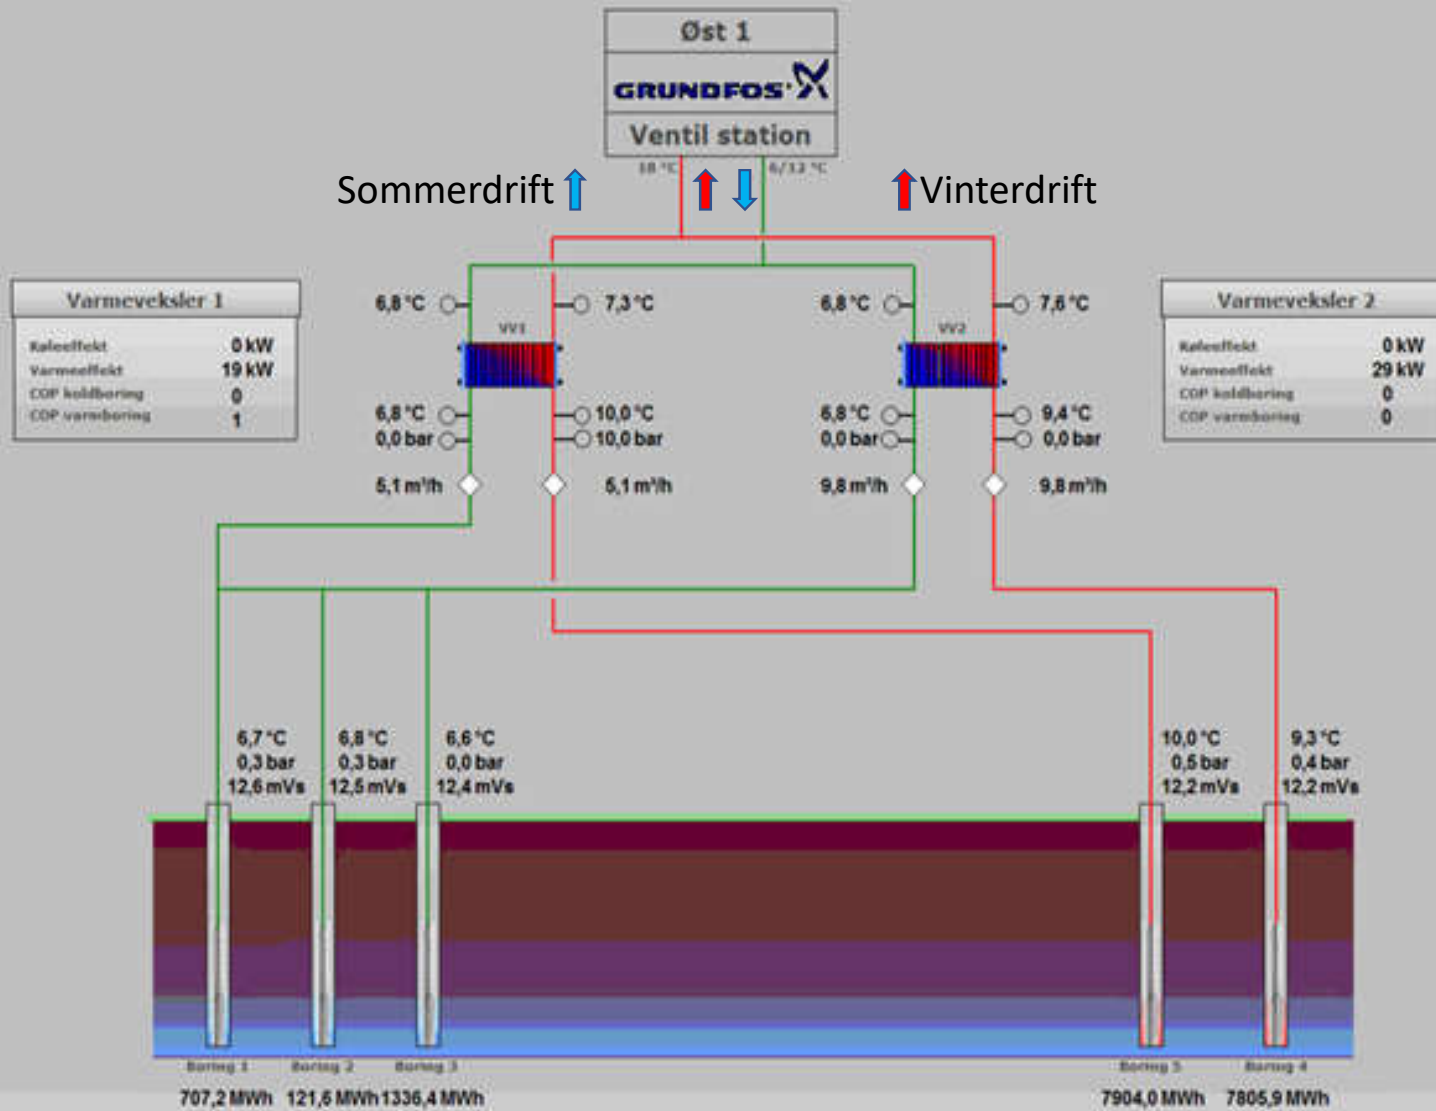 Øst 1
GRUNDFOS
Ventil station
18 °C 6/12 °C
Sommerdrift Vinterdrift
Varmeveksler 1
Køleeffekt 0 kW
Varmeeffekt 19 kW
COP koldboring 0
COP varmboring 1
6,8 °C 7,3 °C
VV1
6,8 °C 10,0 °C
0,0 bar 10,0 bar
5,1 m³/h 5,1 m³/h
6,8 °C 7,6 °C
VV2
6,8 °C 9,4 °C
0,0 bar 0,0 bar
9,8 m³/h 9,8 m³/h
Varmeveksler 2
Køleeffekt 0 kW
Varmeeffekt 29 kW
COP koldboring 0
COP varmboring 0
6,7 °C 6,8 °C 6,6 °C 10,0 °C 9,3 °C
0,3 bar 0,3 bar 0,0 bar 0,5 bar 0,4 bar
12,6 mVs 12,5 mVs 12,4 mVs 12,2 mVs 12,2 mVs
Boring 1 Boring 2 Boring 3 Boring 5 Boring 4
707,2 MWh 121,6 MWh 1336,4 MWh 7904,0 MWh 7805,9 MWh